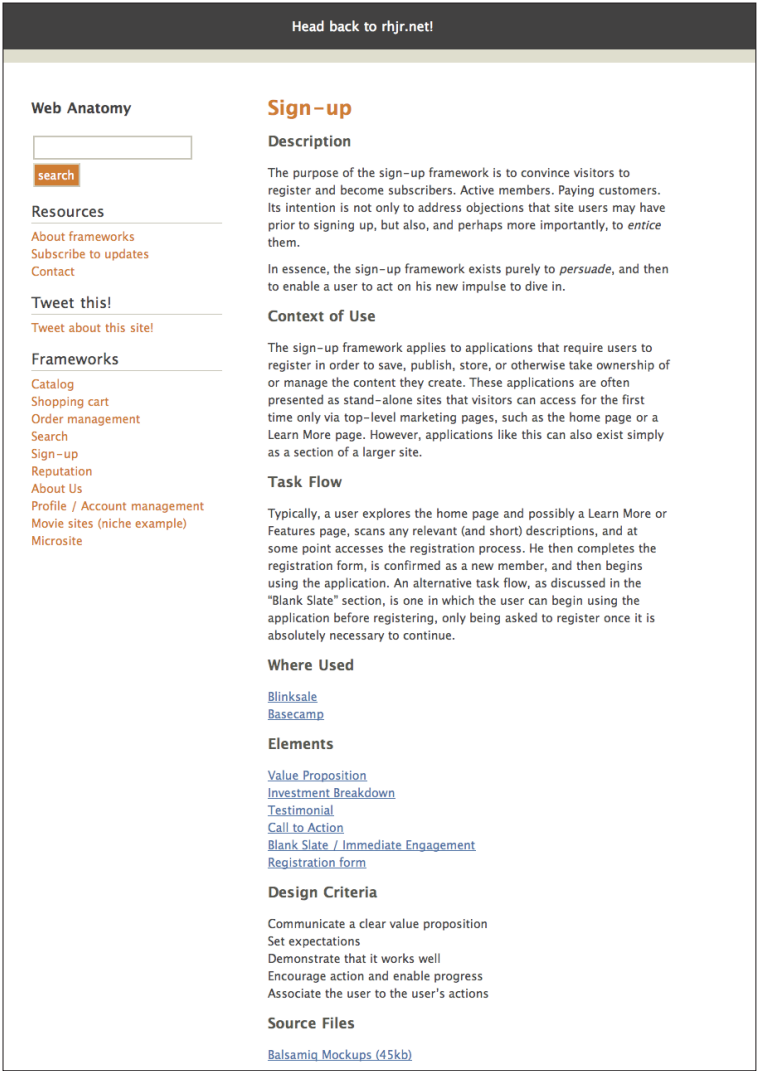 Head back to rhjr.net!
Web Anatomy
search
Resources
About frameworks
Subscribe to updates
Contact
Tweet this!
Tweet about this site!
Frameworks
Catalog
Shopping cart
Order management
Search
Sign-up
Reputation
About Us
Profile / Account management
Movie sites (niche example)
Microsite
Sign-up
Description
The purpose of the sign-up framework is to convince visitors to
register and become subscribers. Active members. Paying customers.
Its intention is not only to address objections that site users may have
prior to signing up, but also, and perhaps more importantly, to entice
them.
In essence, the sign-up framework exists purely to persuade, and then
to enable a user to act on his new impulse to dive in.
Context of Use
The sign-up framework applies to applications that require users to
register in order to save, publish, store, or otherwise take ownership of
or manage the content they create. These applications are often
presented as stand-alone sites that visitors can access for the first
time only via top-level marketing pages, such as the home page or a
Learn More page. However, applications like this can also exist simply
as a section of a larger site.
Task Flow
Typically, a user explores the home page and possibly a Learn More or
Features page, scans any relevant (and short) descriptions, and at
some point accesses the registration process. He then completes the
registration form, is confirmed as a new member, and then begins
using the application. An alternative task flow, as discussed in the
“Blank Slate” section, is one in which the user can begin using the
application before registering, only being asked to register once it is
absolutely necessary to continue.
Where Used
Blinksale
Basecamp
Elements
Value Proposition
Investment Breakdown
Testimonial
Call to Action
Blank Slate / Immediate Engagement
Registration form
Design Criteria
Communicate a clear value proposition
Set expectations
Demonstrate that it works well
Encourage action and enable progress
Associate the user to the user's actions
Source Files
Balsamiq Mockups (45kb)